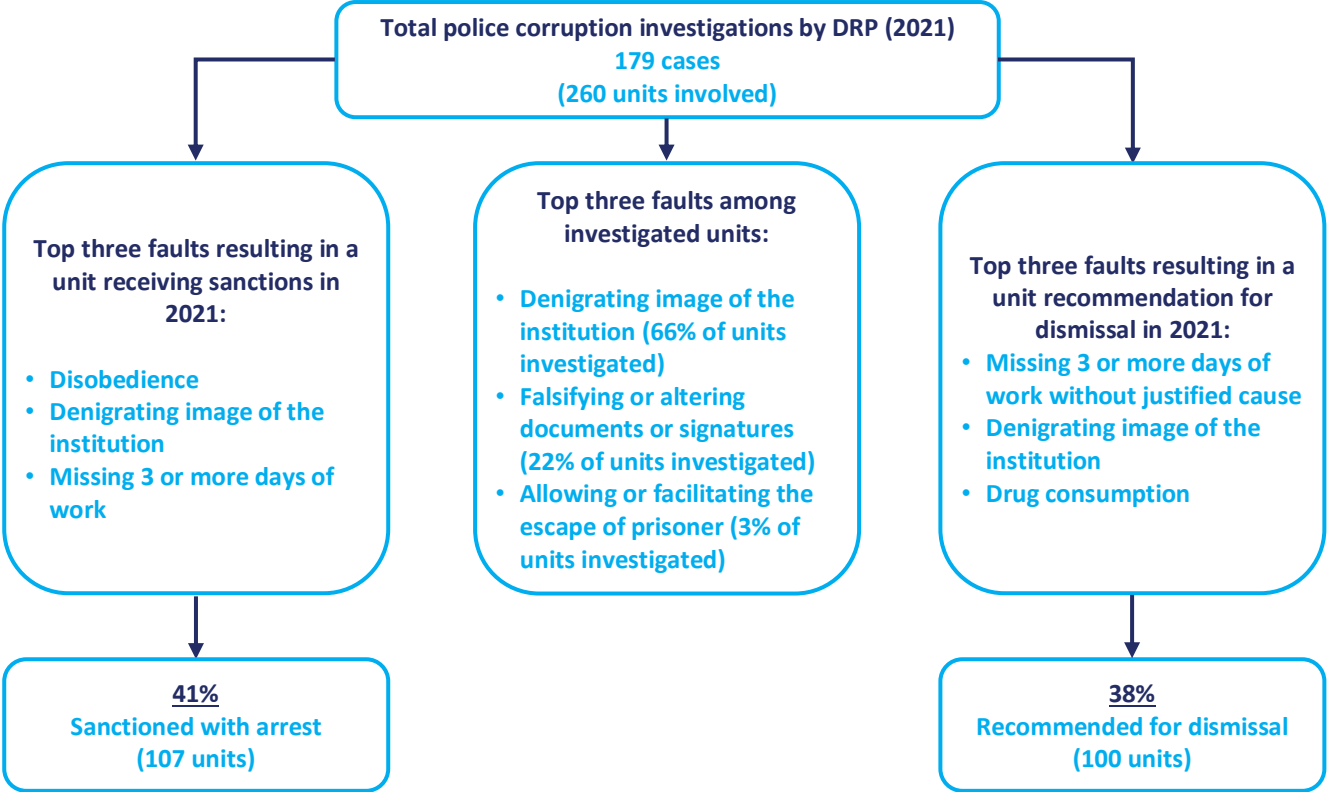 Total police corruption investigations by DRP (2021)
179 cases
(260 units involved)
Top three faults resulting in a
unit receiving sanctions in
2021:
• Disobedience
• Denigrating image of the
institution
• Missing 3 or more days of
work
Top three faults among
investigated units:
• Denigrating image of the
institution (66% of units
investigated)
• Falsifying or altering
documents or signatures
(22% of units investigated)
• Allowing or facilitating the
escape of prisoner (3% of
units investigated)
Top three faults resulting in a
unit recommendation for
dismissal in 2021:
• Missing 3 or more days of
work without justified cause
• Denigrating image of the
institution
• Drug consumption
41%
Sanctioned with arrest
(107 units)
38%
Recommended for dismissal
(100 units)